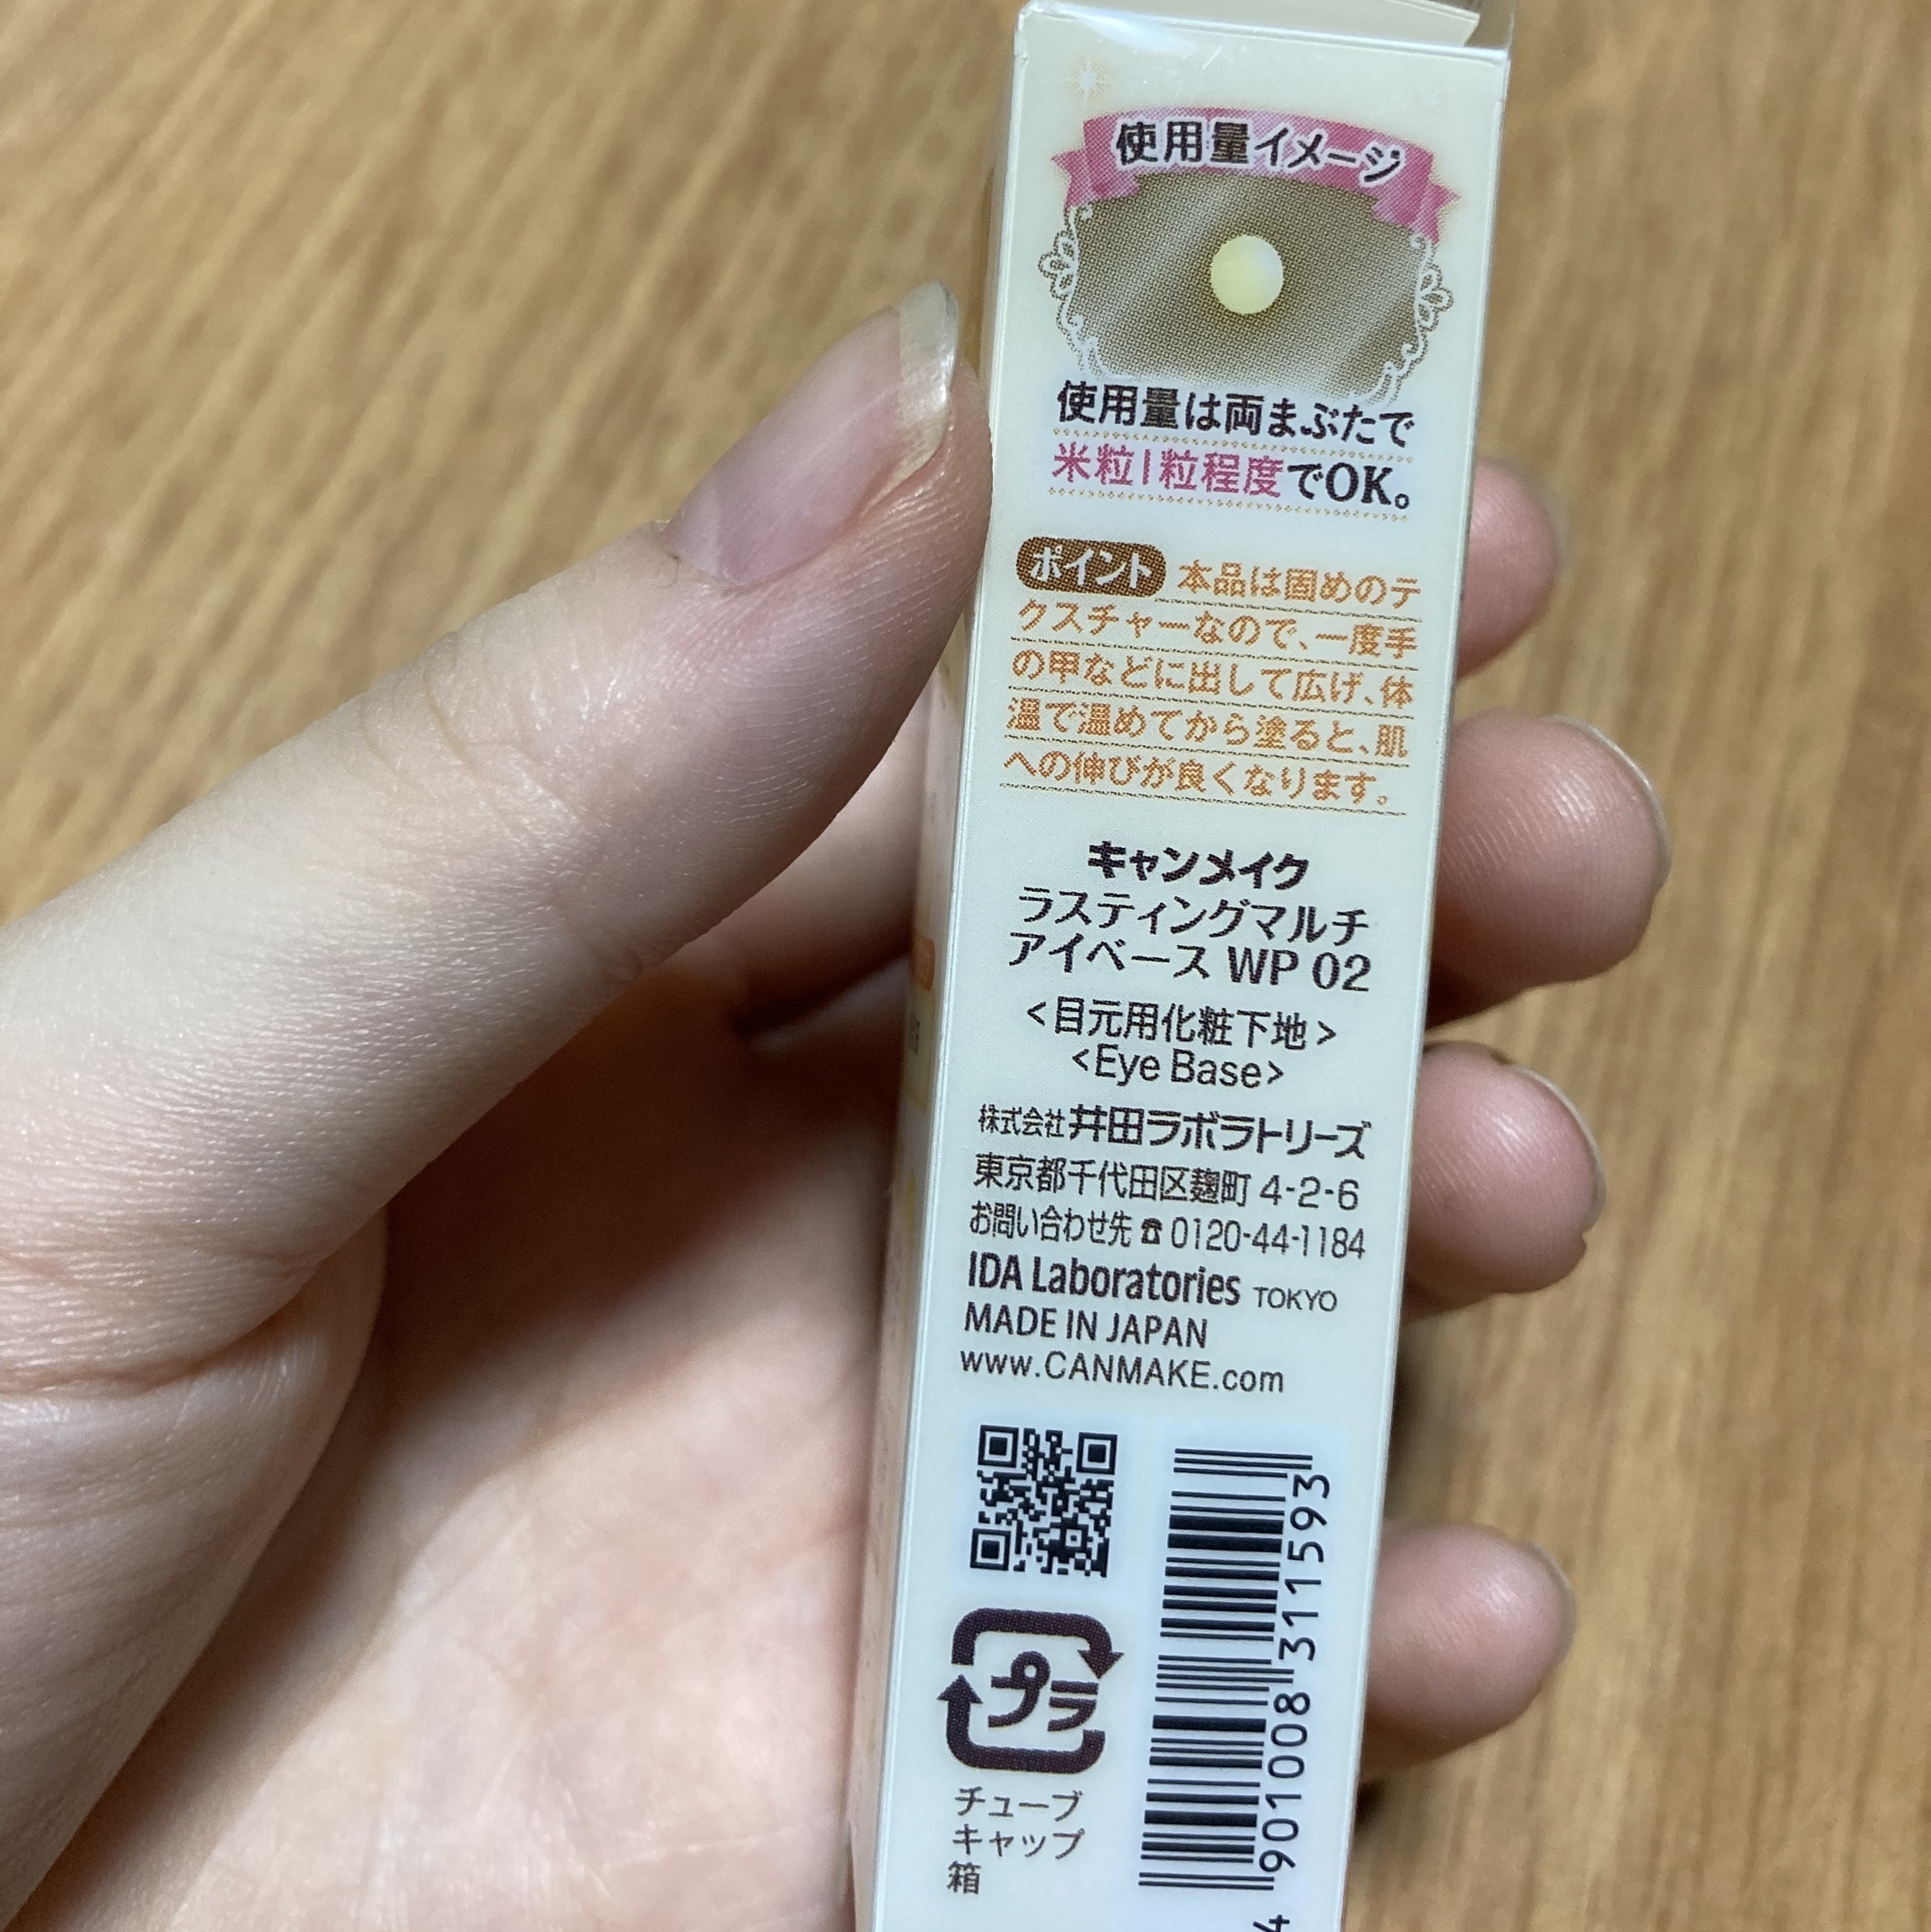 使用量イメージ
使用量は両まぶたで
米粒1粒程度でOK。
ポイント 本品は固めのテ
クスチャーなので、一度手
の甲などに出して広げ、体
温で温めてから塗ると、肌
への伸びが良くなります。
キャンメイク
ラスティングマルチ
アイベース WP 02
<目元用化粧下地>
<Eye Base>
株式会社井田ラボラトリーズ
東京都千代田区麹町 4-2-6
お問い合わせ先☎0120-44-1184
IDA Laboratories TOKYO
MADE IN JAPAN
www.CANMAKE.com
プラ
チューブ
キャップ
箱
4 901008 311593